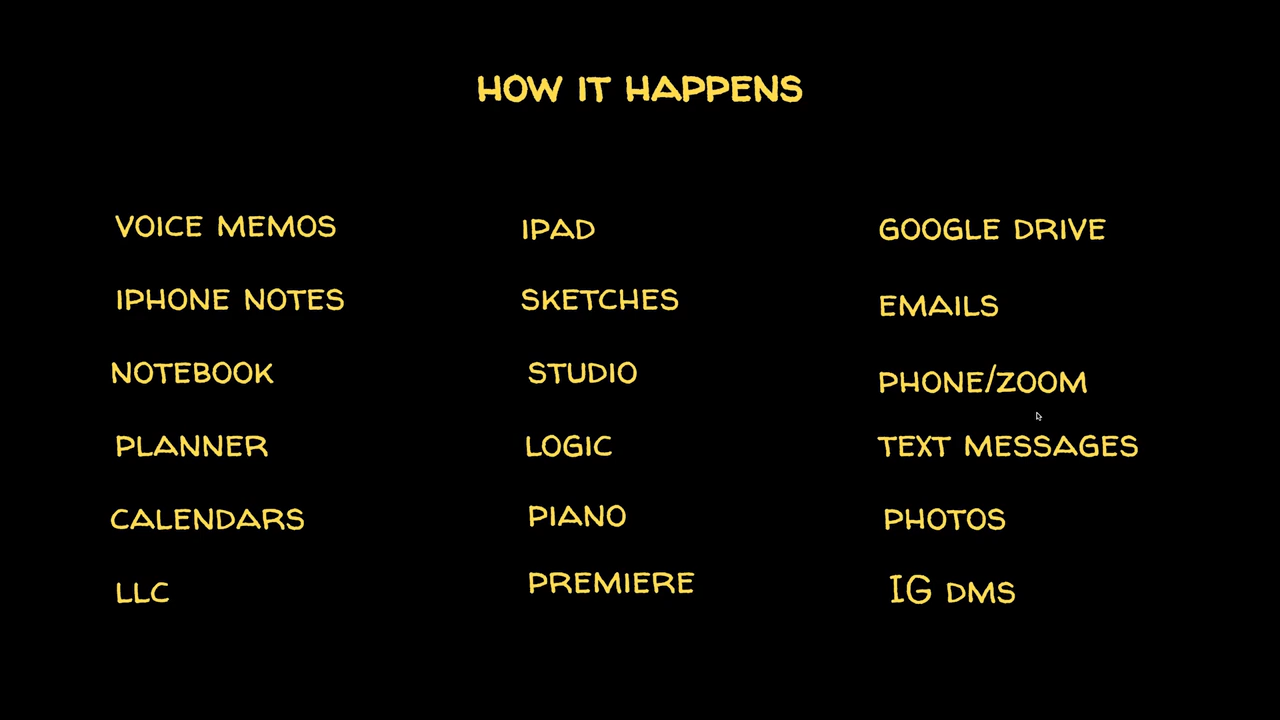 HOW IT HAPPENS
VOICE MEMOS
IPHONE NOTES
NOTEBOOK
PLANNER
CALENDARS
LLC
IPAD
SKETCHES
STUDIO
LOGIC
PIANO
PREMIERE
GOOGLE DRIVE
EMAILS
PHONE/ZOOM
TEXT MESSAGES
PHOTOS
IG DMS